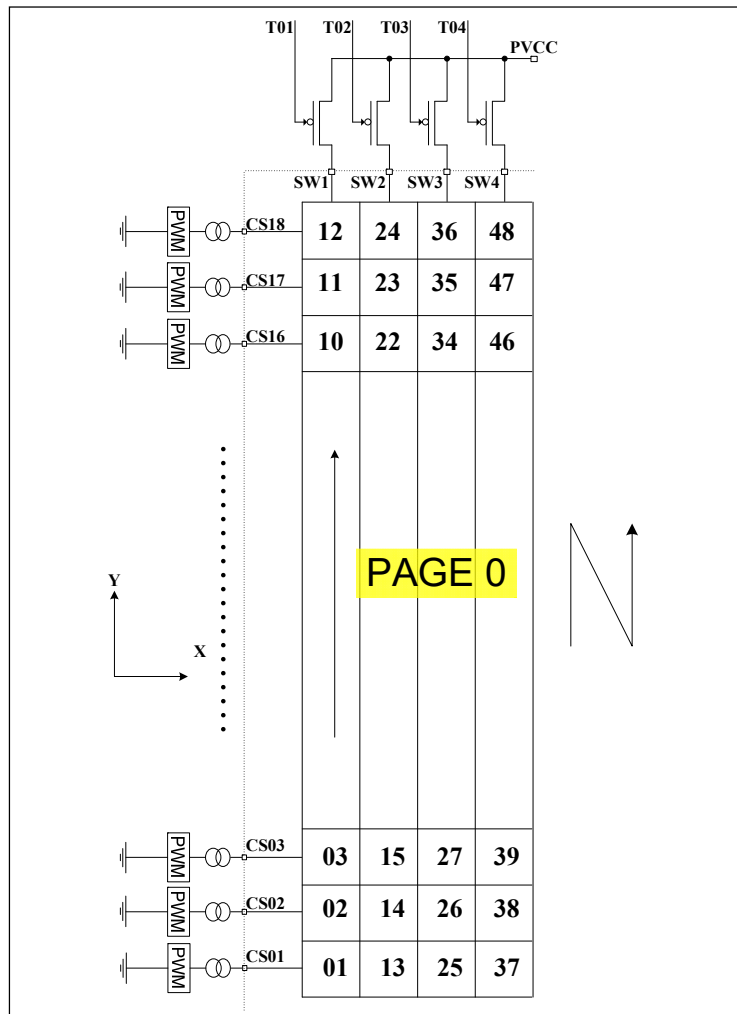 T01 T02 T03 T04
PVCC
SW1 SW2 SW3 SW4
PWM CS18 12 24 36 48
PWM CS17 11 23 35 47
PWM CS16 10 22 34 46
PAGE 0
Y
X
PWM CS03 03 15 27 39
PWM CS02 02 14 26 38
PWM CS01 01 13 25 37